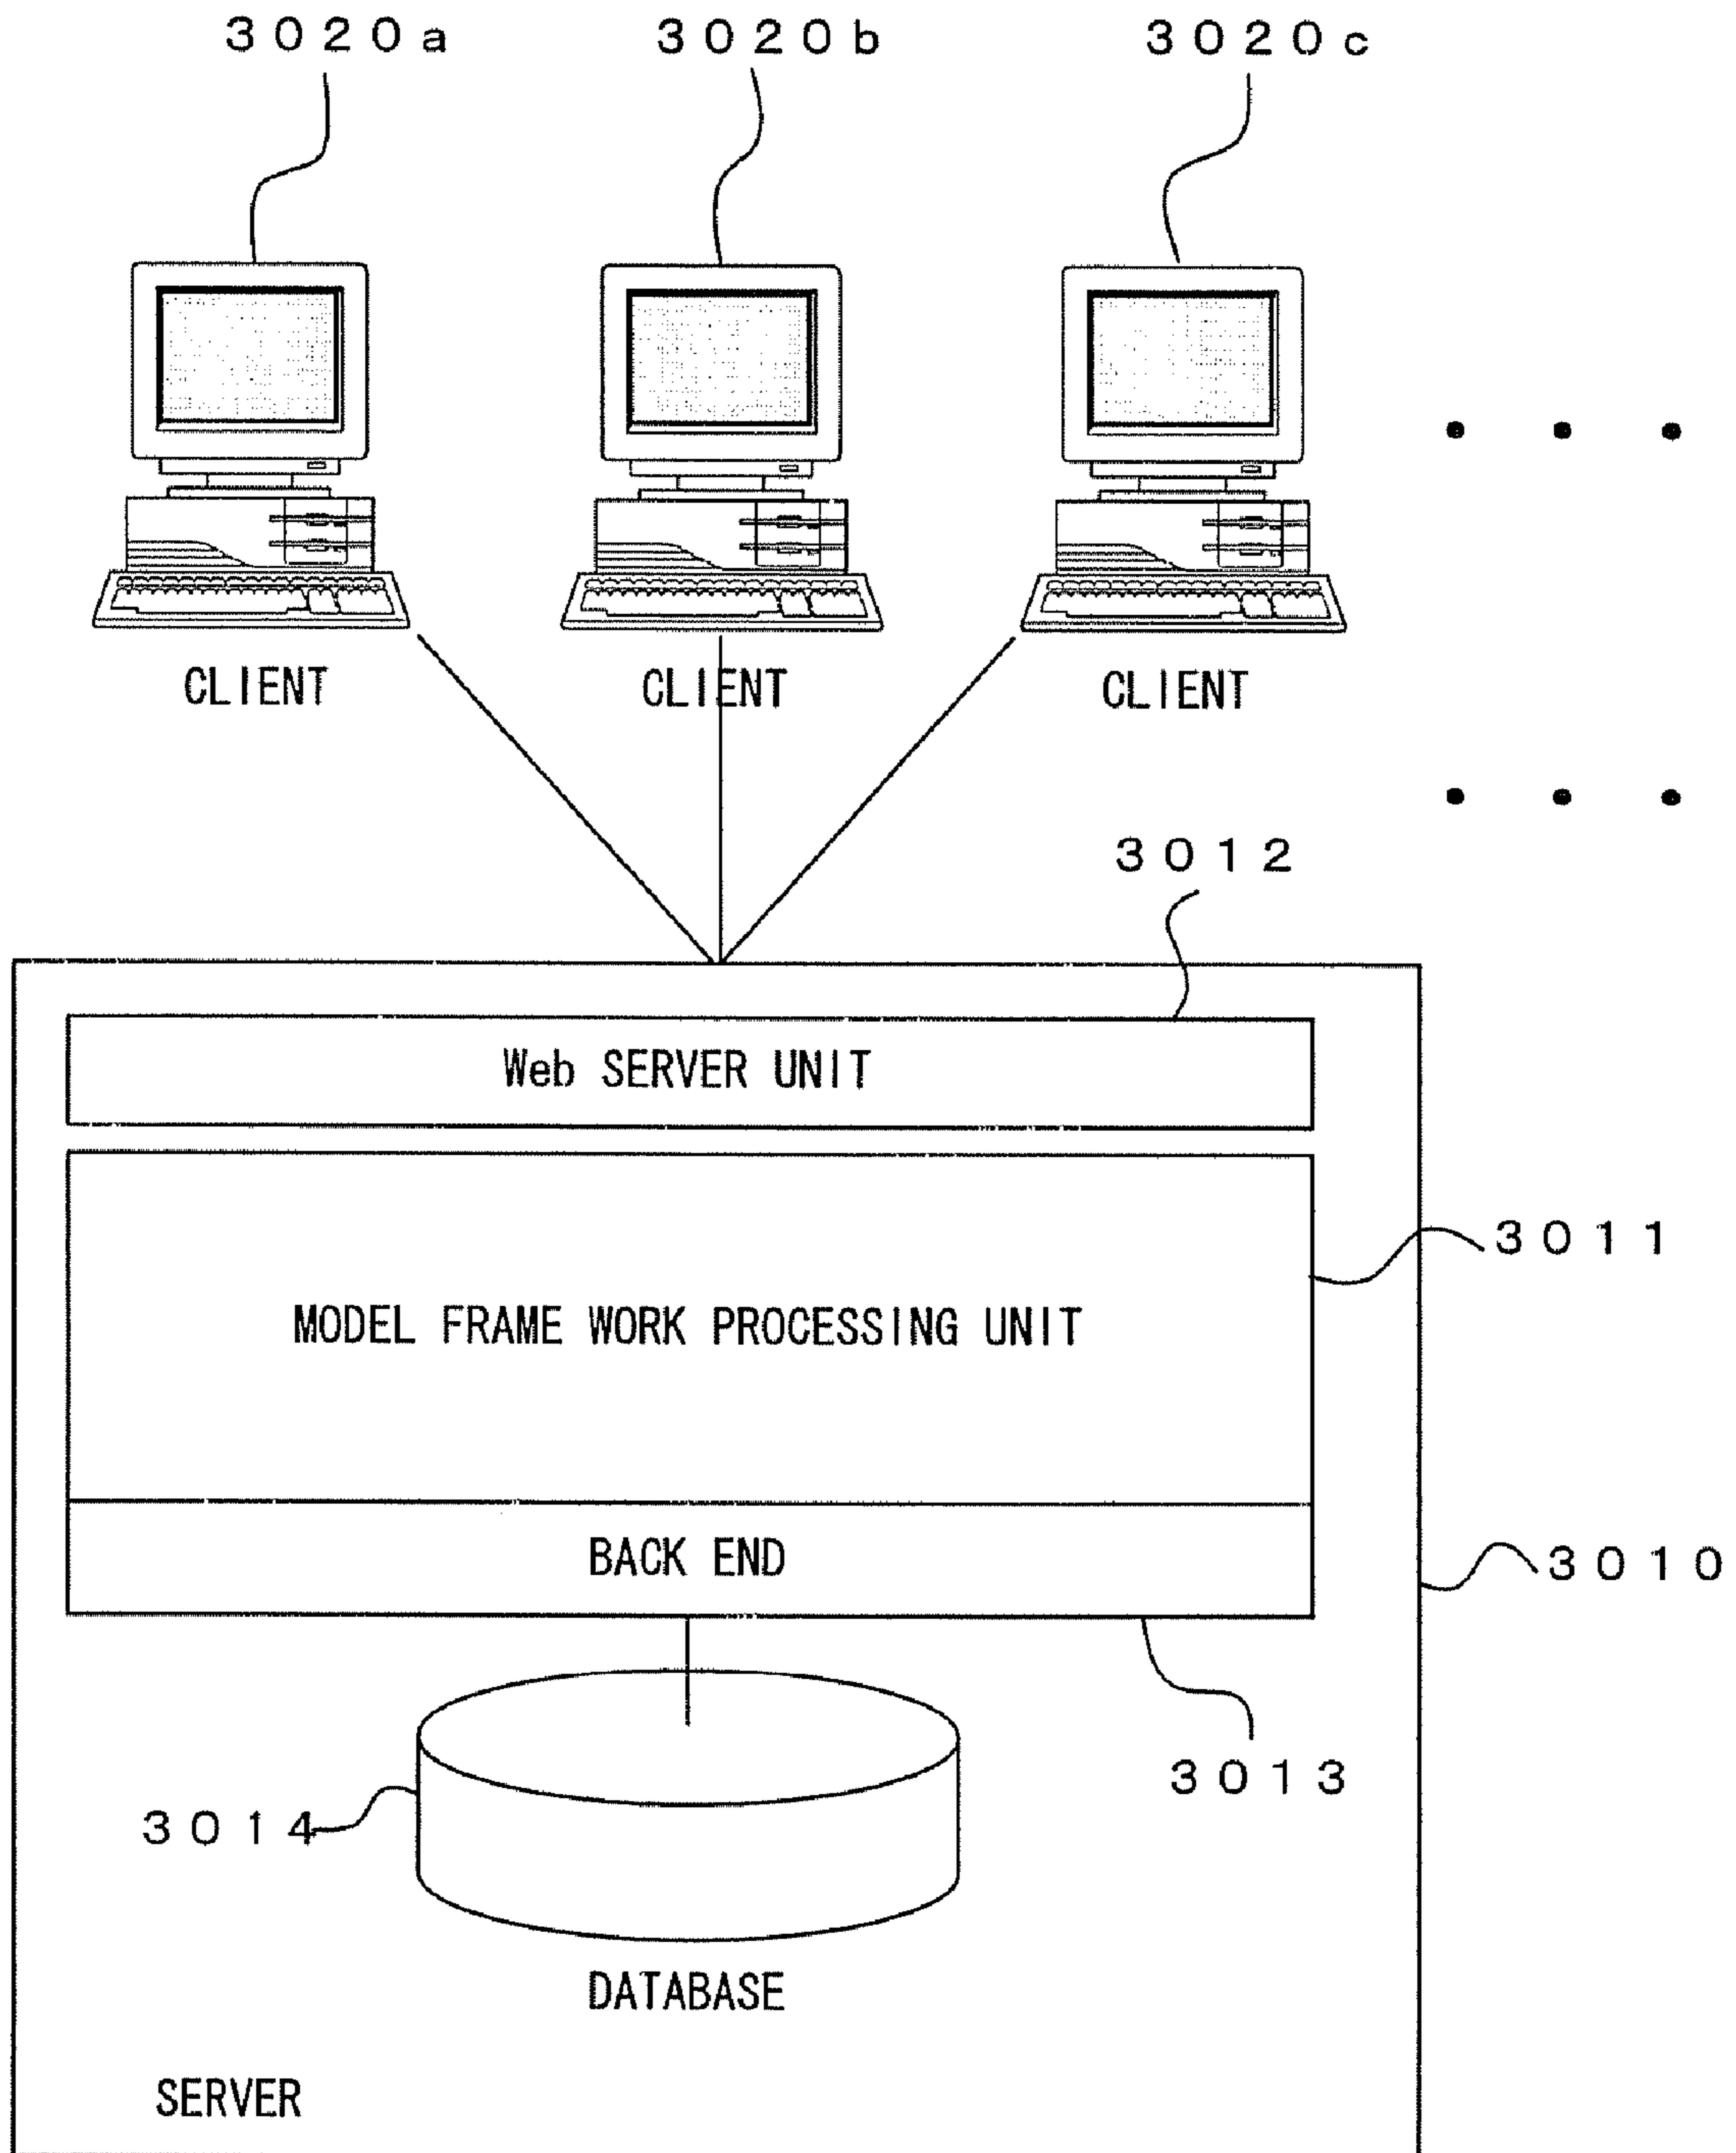 3020a 3020b 3020c
CLIENT CLIENT CLIENT
3012
Web SERVER UNIT
3011
MODEL FRAME WORK PROCESSING UNIT
BACK END
3010
3013
3014
DATABASE
SERVER